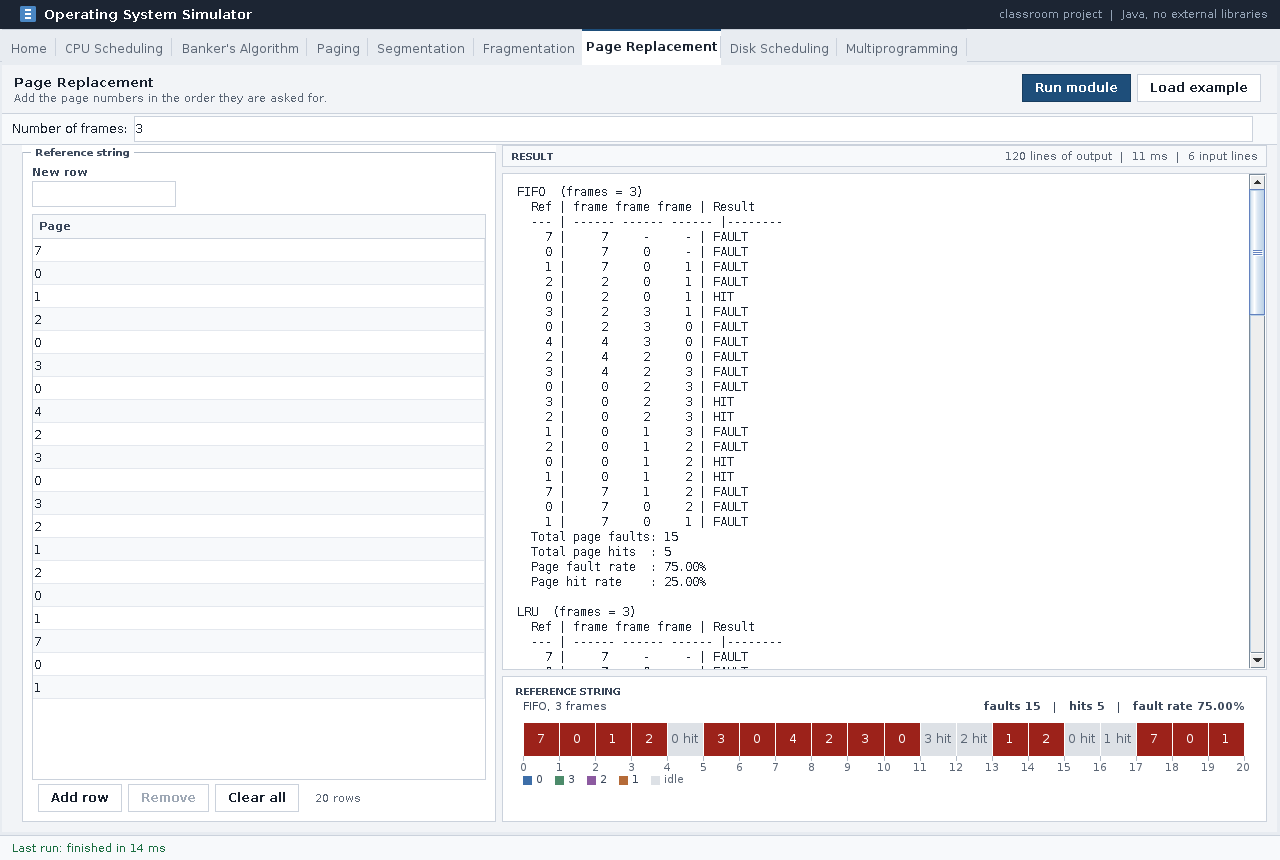 Operating System Simulator
classroom project | Java, no external libraries
Home CPU Scheduling Banker's Algorithm Paging Segmentation Fragmentation Page Replacement Disk Scheduling Multiprogramming
Page Replacement
Add the page numbers in the order they are asked for.
Run module Load example
Number of frames: 3
Reference string
New row
Page
7
0
1
2
0
3
0
4
2
3
0
3
2
1
2
0
1
7
0
1
Add row Remove Clear all 20 rows
RESULT
120 lines of output | 11 ms | 6 input lines
FIFO (frames = 3)
Ref | frame frame frame | Result
--- | ------ ------ ------ |--------
7 | 7 - - | FAULT
0 | 7 0 - | FAULT
1 | 7 0 1 | FAULT
2 | 2 0 1 | FAULT
0 | 2 0 1 | HIT
3 | 2 3 1 | FAULT
0 | 2 3 0 | FAULT
4 | 4 3 0 | FAULT
2 | 4 2 0 | FAULT
3 | 4 2 3 | FAULT
0 | 0 2 3 | FAULT
3 | 0 2 3 | HIT
2 | 0 2 3 | HIT
1 | 0 1 3 | FAULT
2 | 0 1 2 | FAULT
0 | 0 1 2 | HIT
1 | 0 1 2 | HIT
7 | 7 1 2 | FAULT
0 | 7 0 2 | FAULT
1 | 7 0 1 | FAULT
Total page faults: 15
Total page hits : 5
Page fault rate : 75.00%
Page hit rate : 25.00%
LRU (frames = 3)
Ref | frame frame frame | Result
--- | ------ ------ ------ |--------
7 | 7 - - | FAULT
REFERENCE STRING
FIFO, 3 frames
faults 15 | hits 5 | fault rate 75.00%
7 0 1 2 0 hit 3 0 4 2 3 0 3 hit 2 hit 1 2 0 hit 1 hit 7 0 1
0 1 2 3 4 5 6 7 8 9 10 11 12 13 14 15 16 17 18 19 20
0 3 2 1 idle
Last run: finished in 14 ms